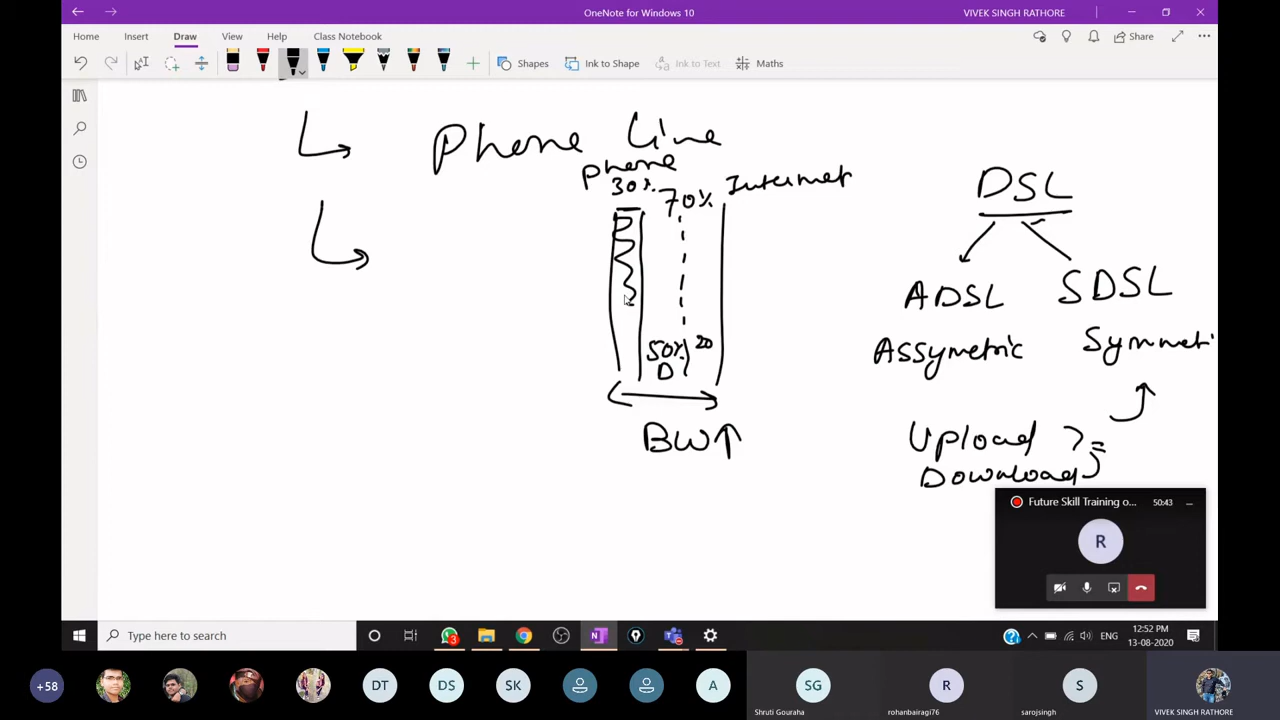 OneNote for Windows 10
VIVEK SINGH RATHORE
Home Insert Draw View Help Class Notebook
Share
Shapes
Ink to Shape
Ink to Text
Maths
Phone Line
Phone
30%
70%
Internet
50%
20
D
BW
DSL
ADSL
SDSL
Assymetric
Symmetri
Upload
=
Download
Future Skill Training o...
50:43
R
Type here to search
3
ENG
12:52 PM
13-08-2020
+58
DT
DS
SK
A
SG
Shruti Gouraha
R
rohanbairagi76
S
sarojsingh
VIVEK SINGH RATHORE